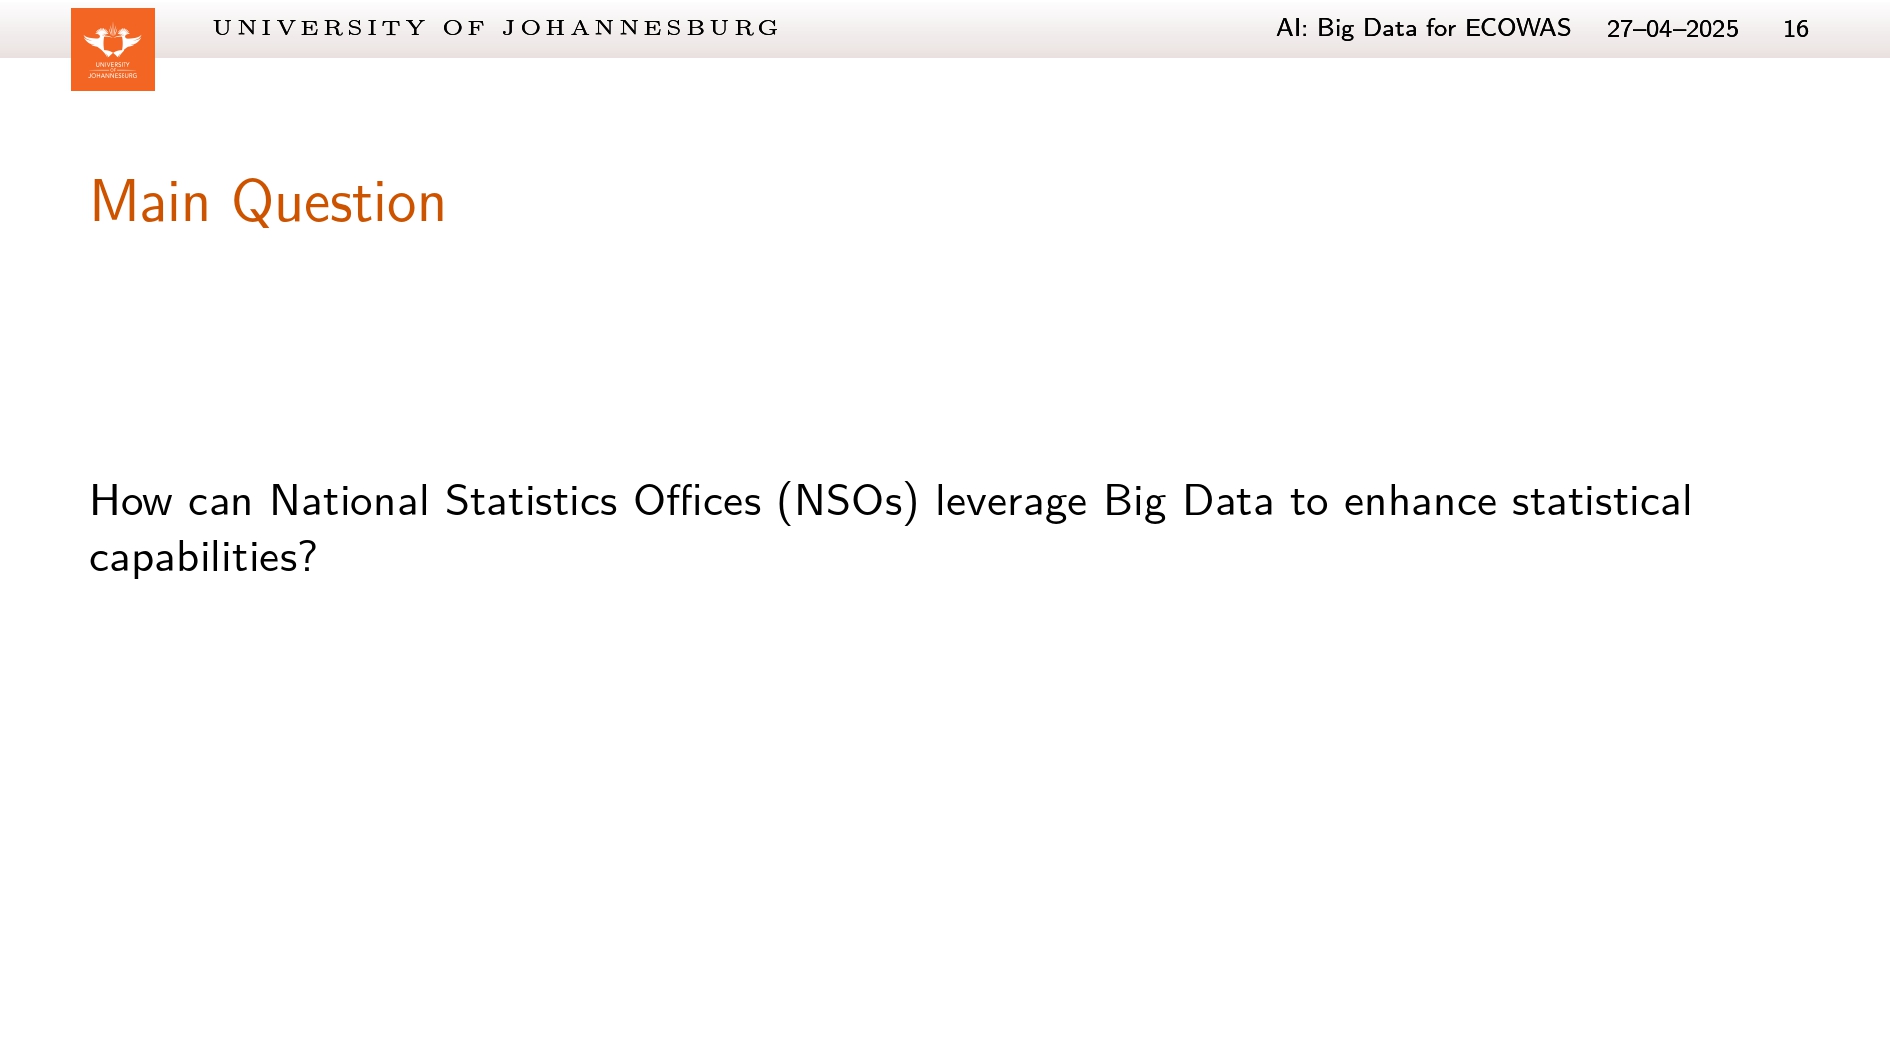 UNIVERSITY OF JOHANNESBURG
AI: Big Data for ECOWAS 27–04–2025 16
UNIVERSITY
OF
JOHANNESBURG
Main Question
How can National Statistics Offices (NSOs) leverage Big Data to enhance statistical
capabilities?